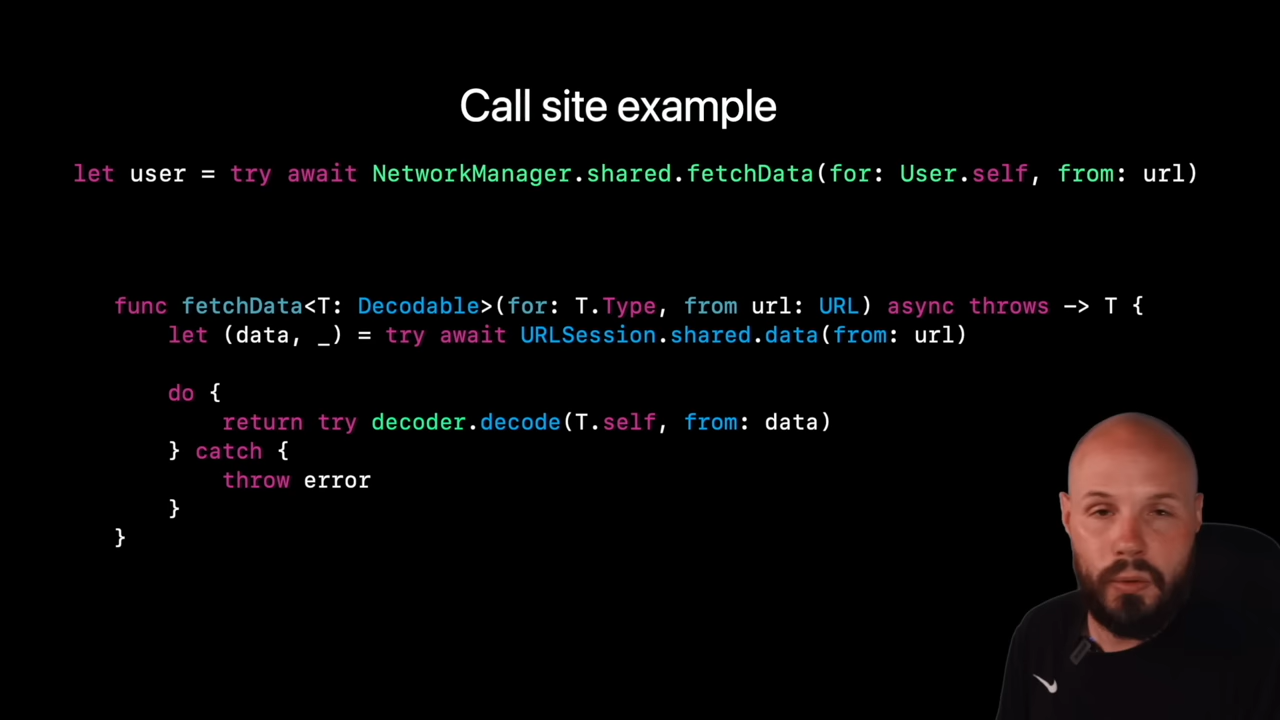 Call site example
let user = try await NetworkManager.shared.fetchData(for: User.self, from: url)
func fetchData<T: Decodable>(for: T.Type, from url: URL) async throws -> T {
let (data, _) = try await URLSession.shared.data(from: url)
do {
return try decoder.decode(T.self, from: data)
} catch {
throw error
}
}